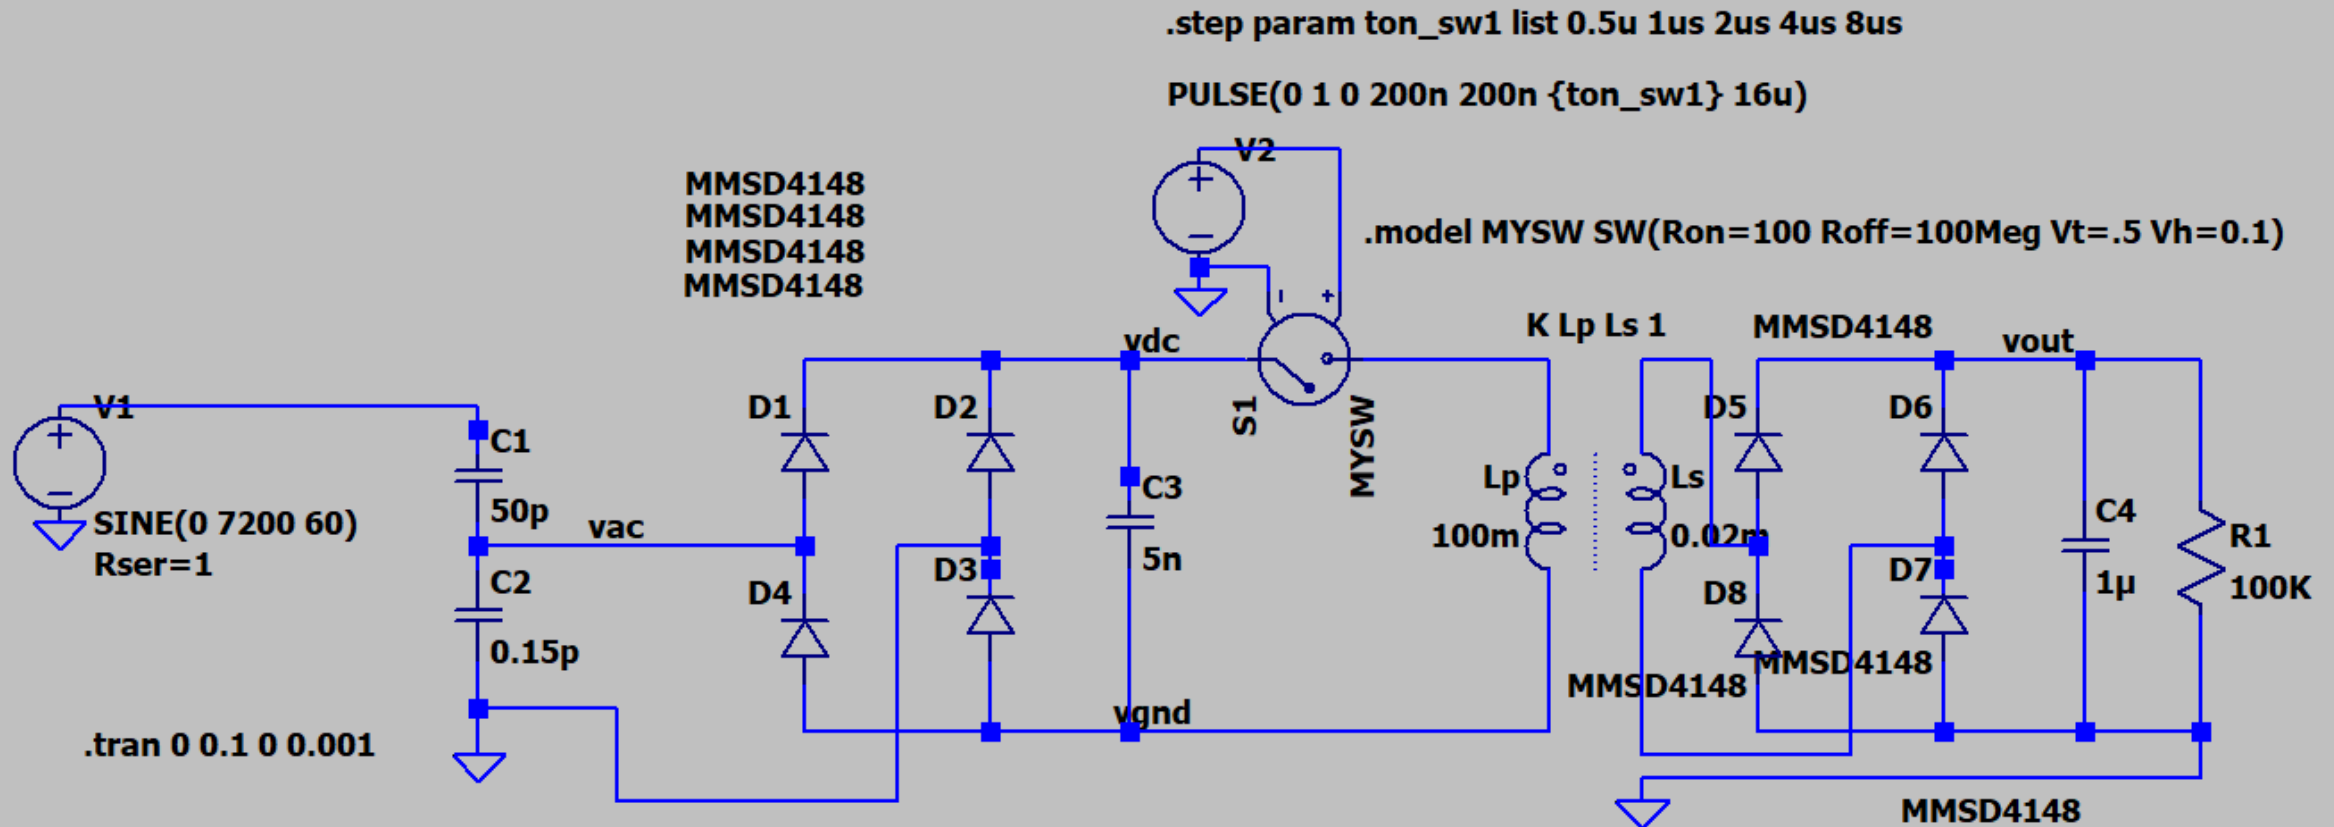 .step param ton_sw1 list 0.5u 1us 2us 4us 8us
PULSE(0 1 0 200n 200n {ton_sw1} 16u)
V2
MMSD4148
MMSD4148
MMSD4148
MMSD4148
.model MYSW SW(Ron=100 Roff=100Meg Vt=.5 Vh=0.1)
K Lp Ls 1
MMSD4148
vdc
vout
V1
C1
50p
SINE(0 7200 60)
Rser=1
vac
C2
0.15p
.tran 0 0.1 0 0.001
D1
D2
D4
D3
C3
5n
vgnd
S1
MYSW
Lp
100m
Ls
0.02m
D5
D6
D8
D7
MMSD4148
MMSD4148
C4
1µ
R1
100K
MMSD4148